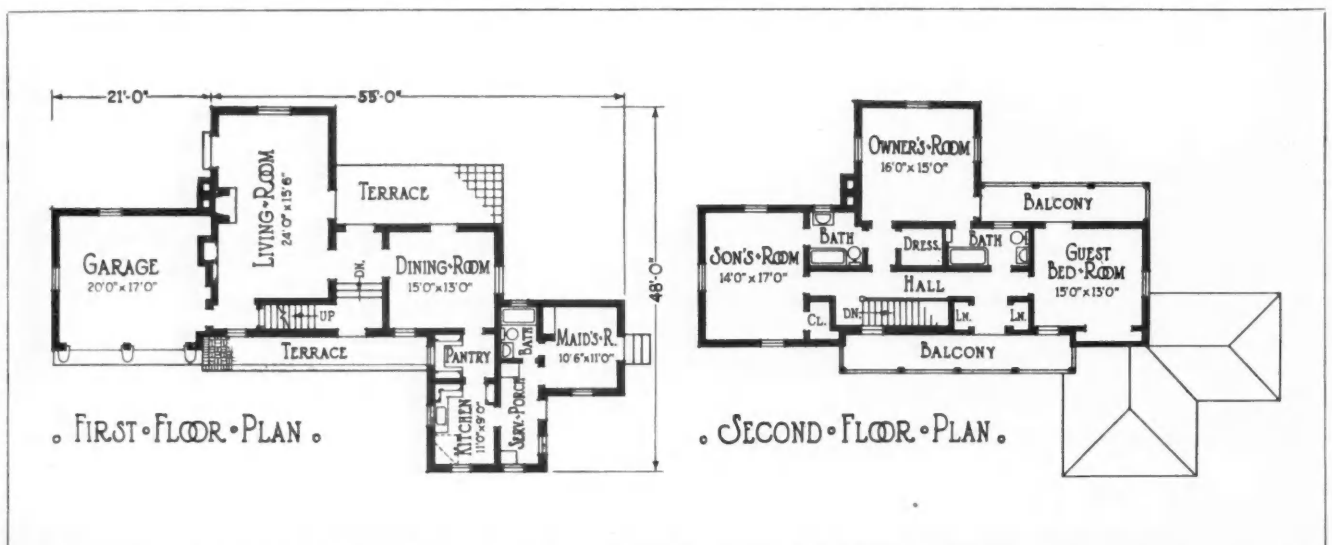 21'-0"
55'-0"
48'-0"
LIVING·ROOM
24'0"x15'6"
TERRACE
GARAGE
20'0"x17'0"
DN.
DINING·ROOM
15'0"x13'0"
UP
TERRACE
PANTRY
BATH
MAID'S·R.
10'6"x11'0"
KITCHEN
11'0"x9'0"
SERV·PORCH
FIRST·FLOOR·PLAN
OWNER'S·ROOM
16'0"x15'0"
BALCONY
BATH
DRESS.
BATH
SON'S·ROOM
14'0"x17'0"
GUEST
BED·ROOM
15'0"x13'0"
HALL
CL.
DN.
LN.
LN.
BALCONY
SECOND·FLOOR·PLAN